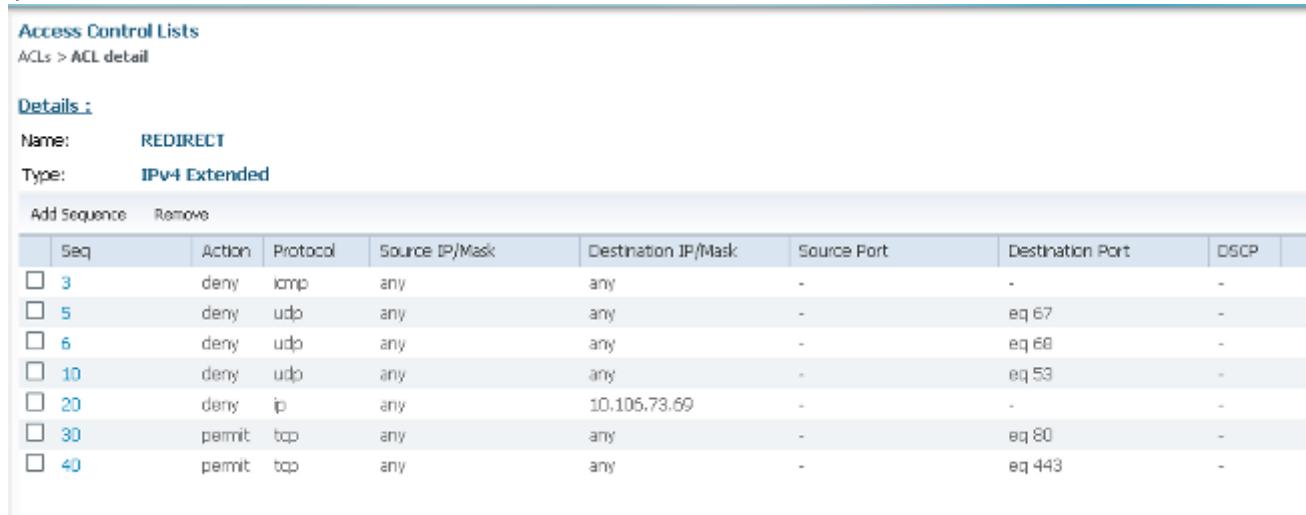 Access Control Lists
ACLs > ACL detail
Details :
Name: REDIRECT
Type: IPv4 Extended
Add Sequence Remove
Seq Action Protocol Source IP/Mask Destination IP/Mask Source Port Destination Port DSCP
3 deny icmp any any - - -
5 deny udp any any - eq 67 -
6 deny udp any any - eq 68 -
10 deny udp any any - eq 53 -
20 deny ip any 10.106.73.69 - - -
30 permit tcp any any - eq 80 -
40 permit tcp any any - eq 443 -